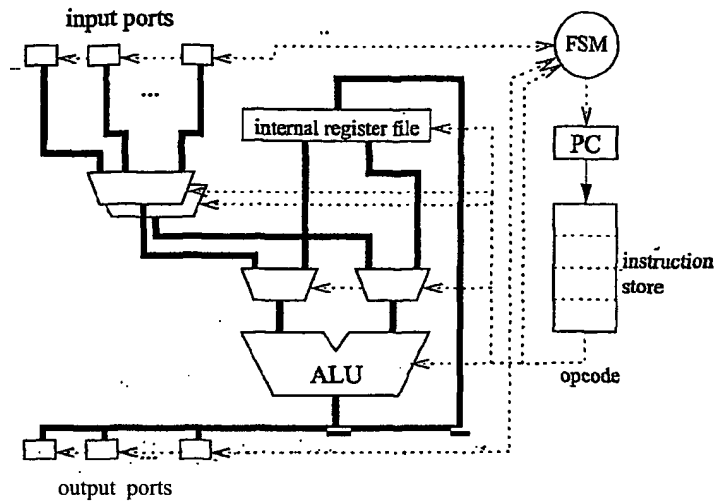 input ports
FSM
...
internal register file
PC
instruction
store
ALU
opcode
...
output ports